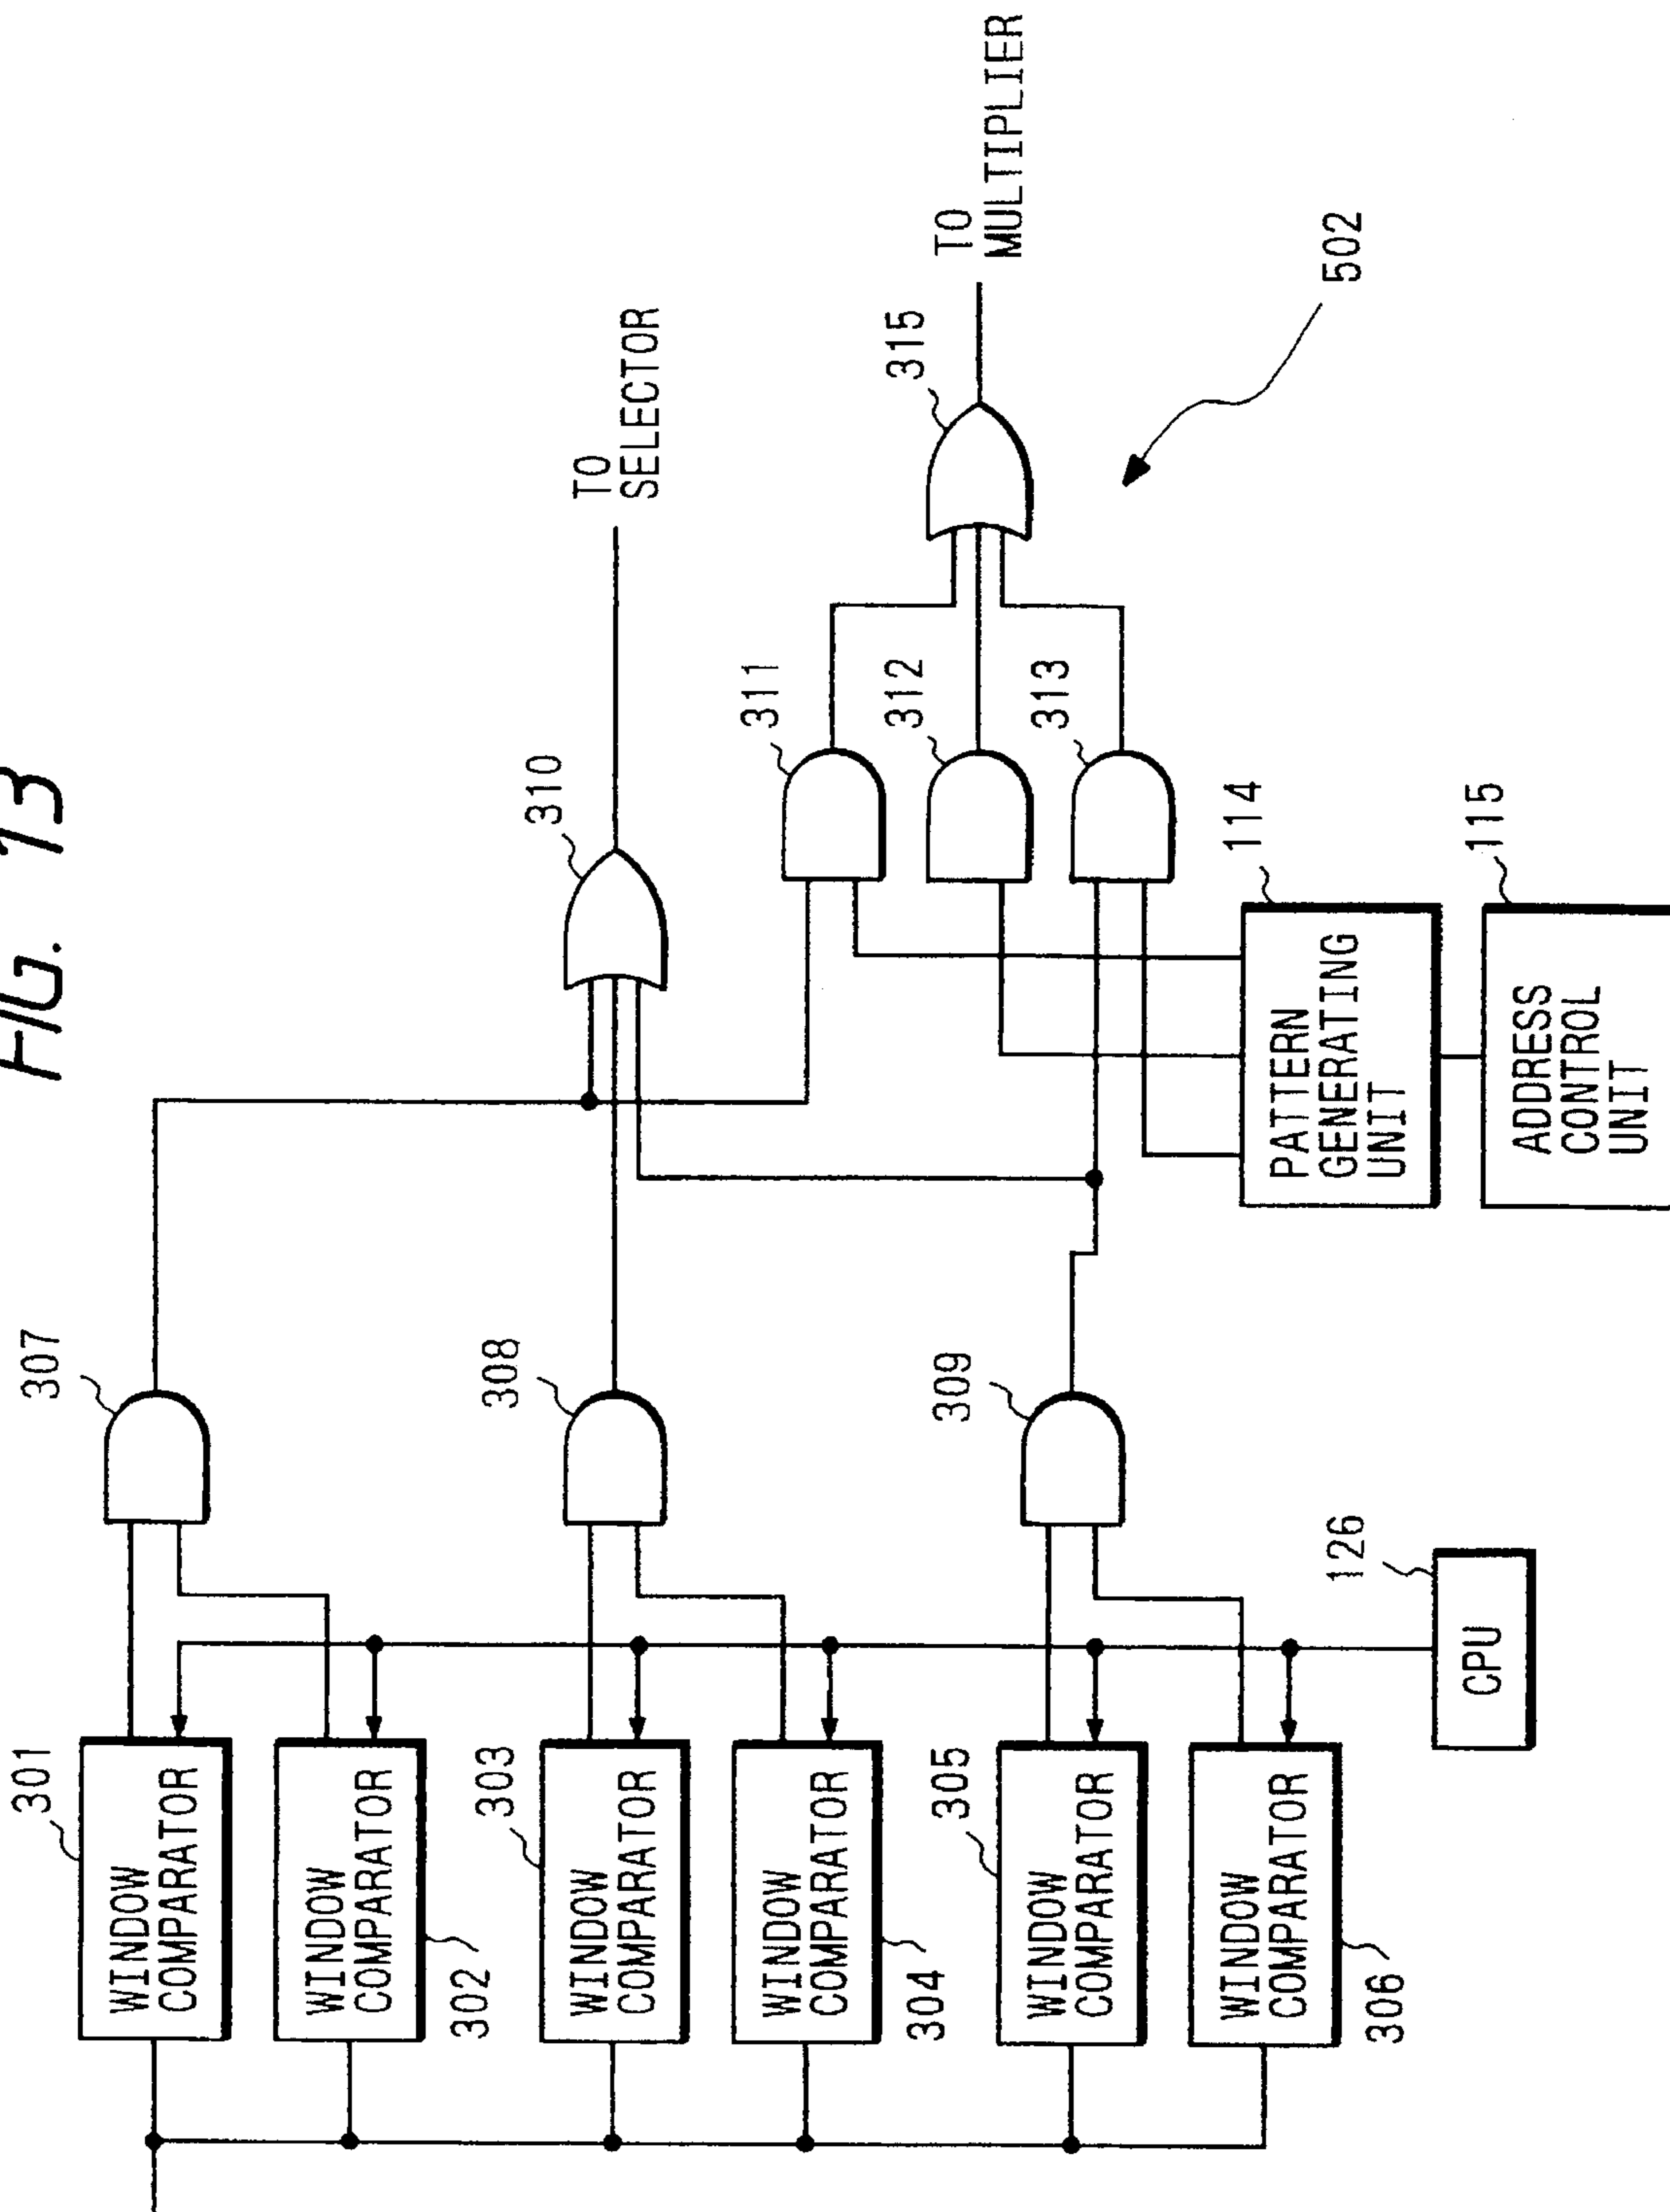 FIG. 13
301
WINDOW
COMPARATOR
WINDOW
COMPARATOR
302
303
WINDOW
COMPARATOR
WINDOW
COMPARATOR
304
305
WINDOW
COMPARATOR
WINDOW
COMPARATOR
306
307
308
309
126
CPU
310
TO
SELECTOR
311
312
313
114
PATTERN
GENERATING
UNIT
115
ADDRESS
CONTROL
UNIT
315
TO
MULTIPLIER
502